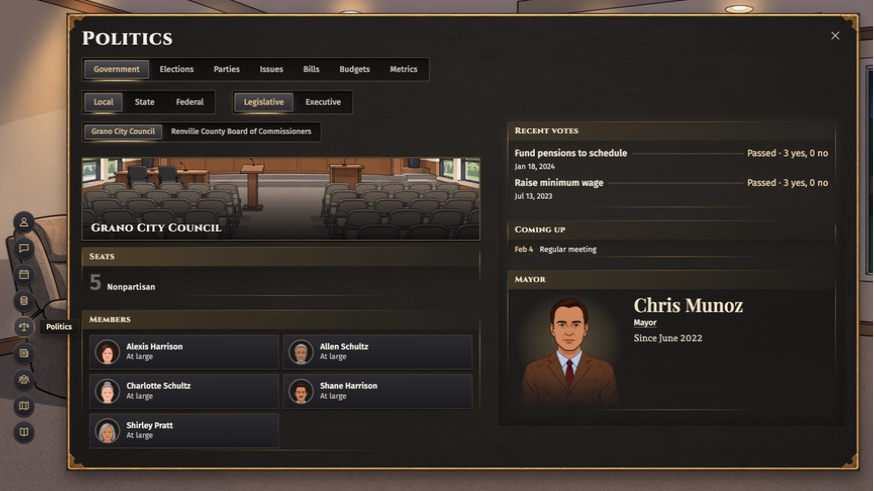 Politics
Government Elections Parties Issues Bills Budgets Metrics
Local State Federal Legislative Executive
Grano City Council Renville County Board of Commissioners
Grano City Council
Seats
5 Nonpartisan
Members
Alexis Harrison
At large
Allen Schultz
At large
Charlotte Schultz
At large
Shane Harrison
At large
Shirley Pratt
At large
Recent votes
Fund pensions to schedule Passed · 3 yes, 0 no
Jan 18, 2024
Raise minimum wage Passed · 3 yes, 0 no
Jul 13, 2023
Coming up
Feb 4 Regular meeting
Mayor
Chris Munoz
Mayor
Since June 2022
Politics